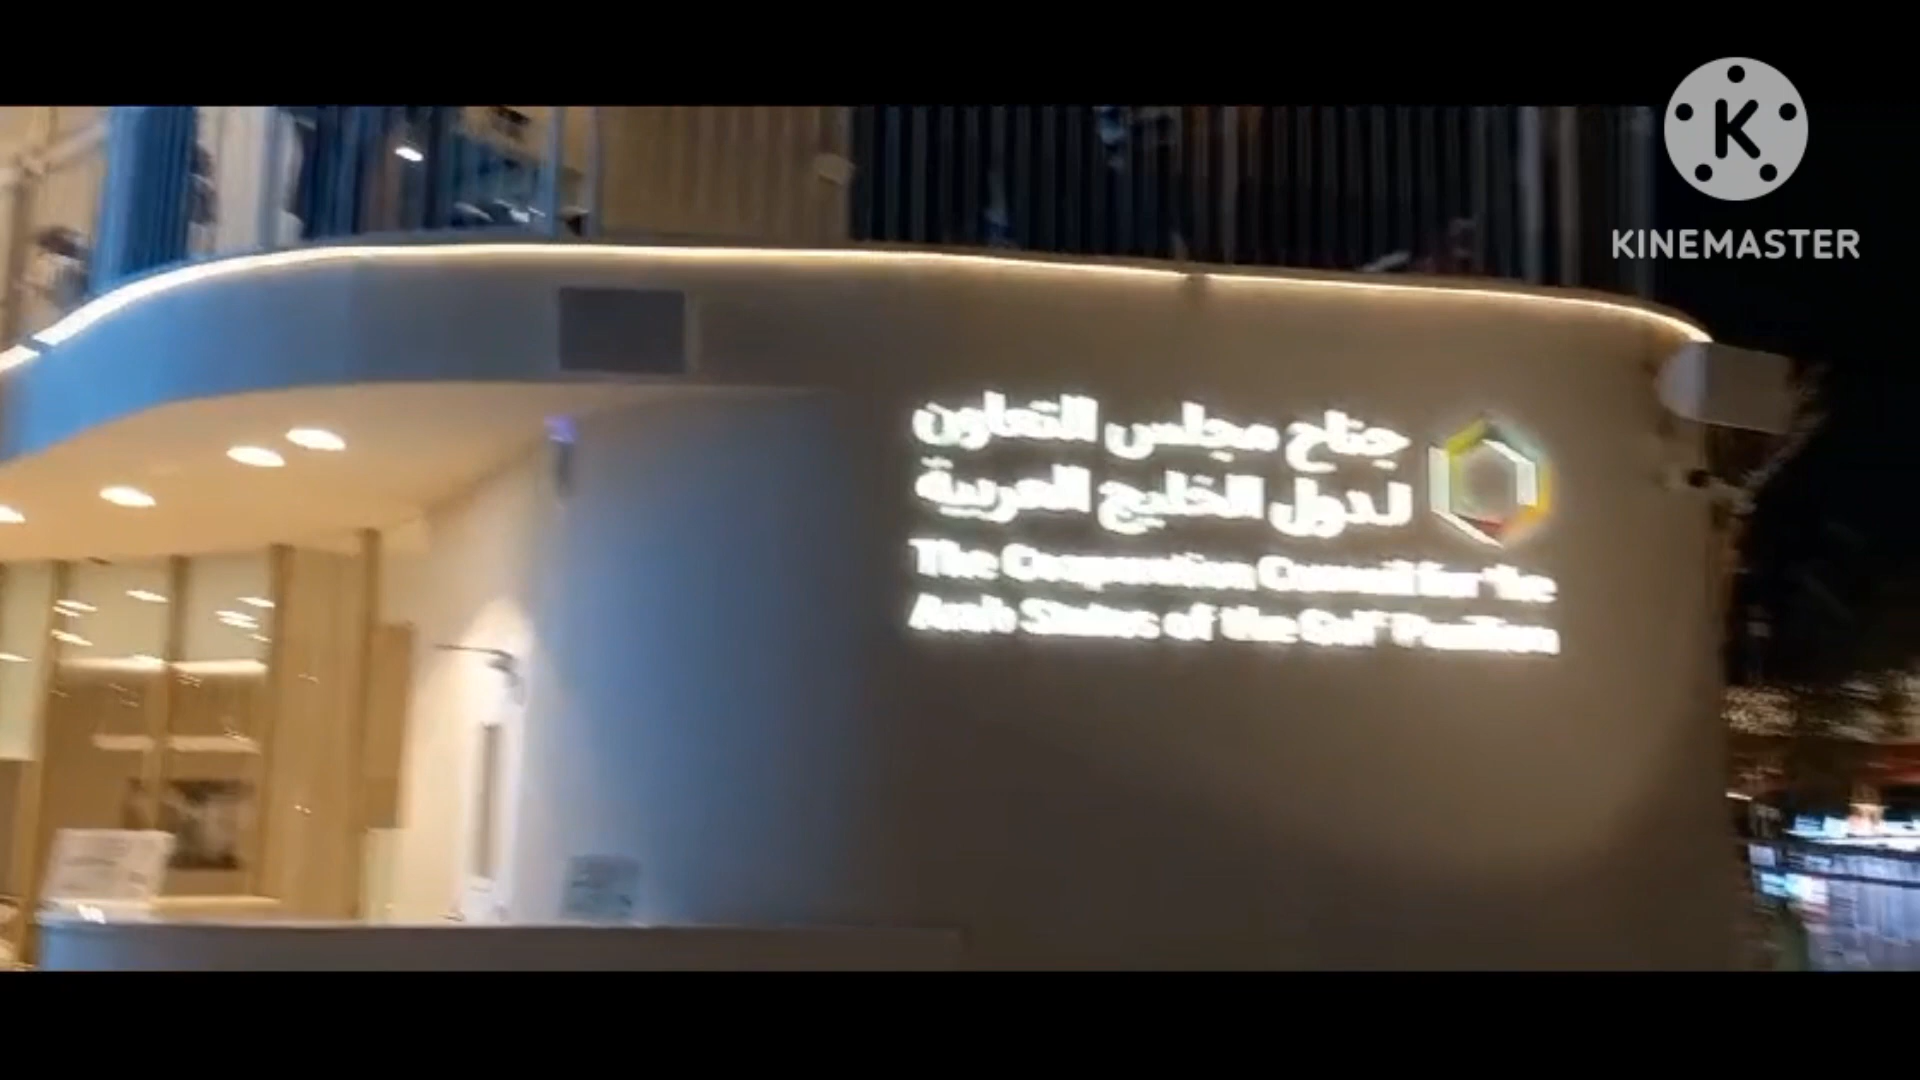 K
KINEMASTER
جناح مجلس التعاون
لدول الخليج العربية
The Cooperation Council for the
Arab States of the Gulf Pavilion